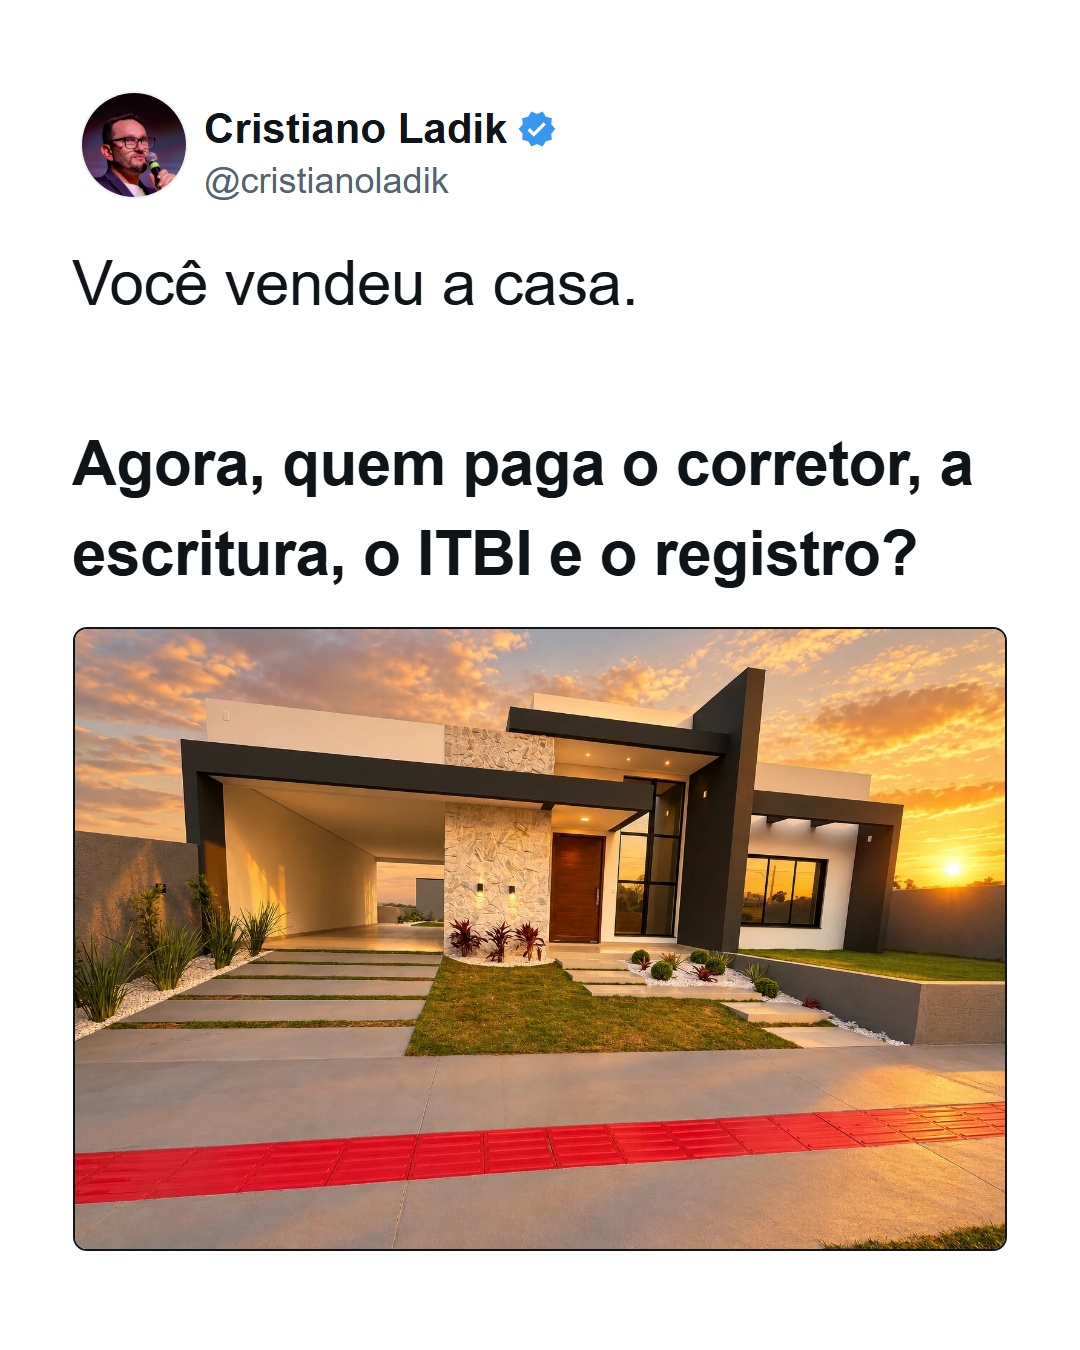 Cristiano Ladik
@cristianoladik
Você vendeu a casa.
Agora, quem paga o corretor, a
escritura, o ITBI e o registro?